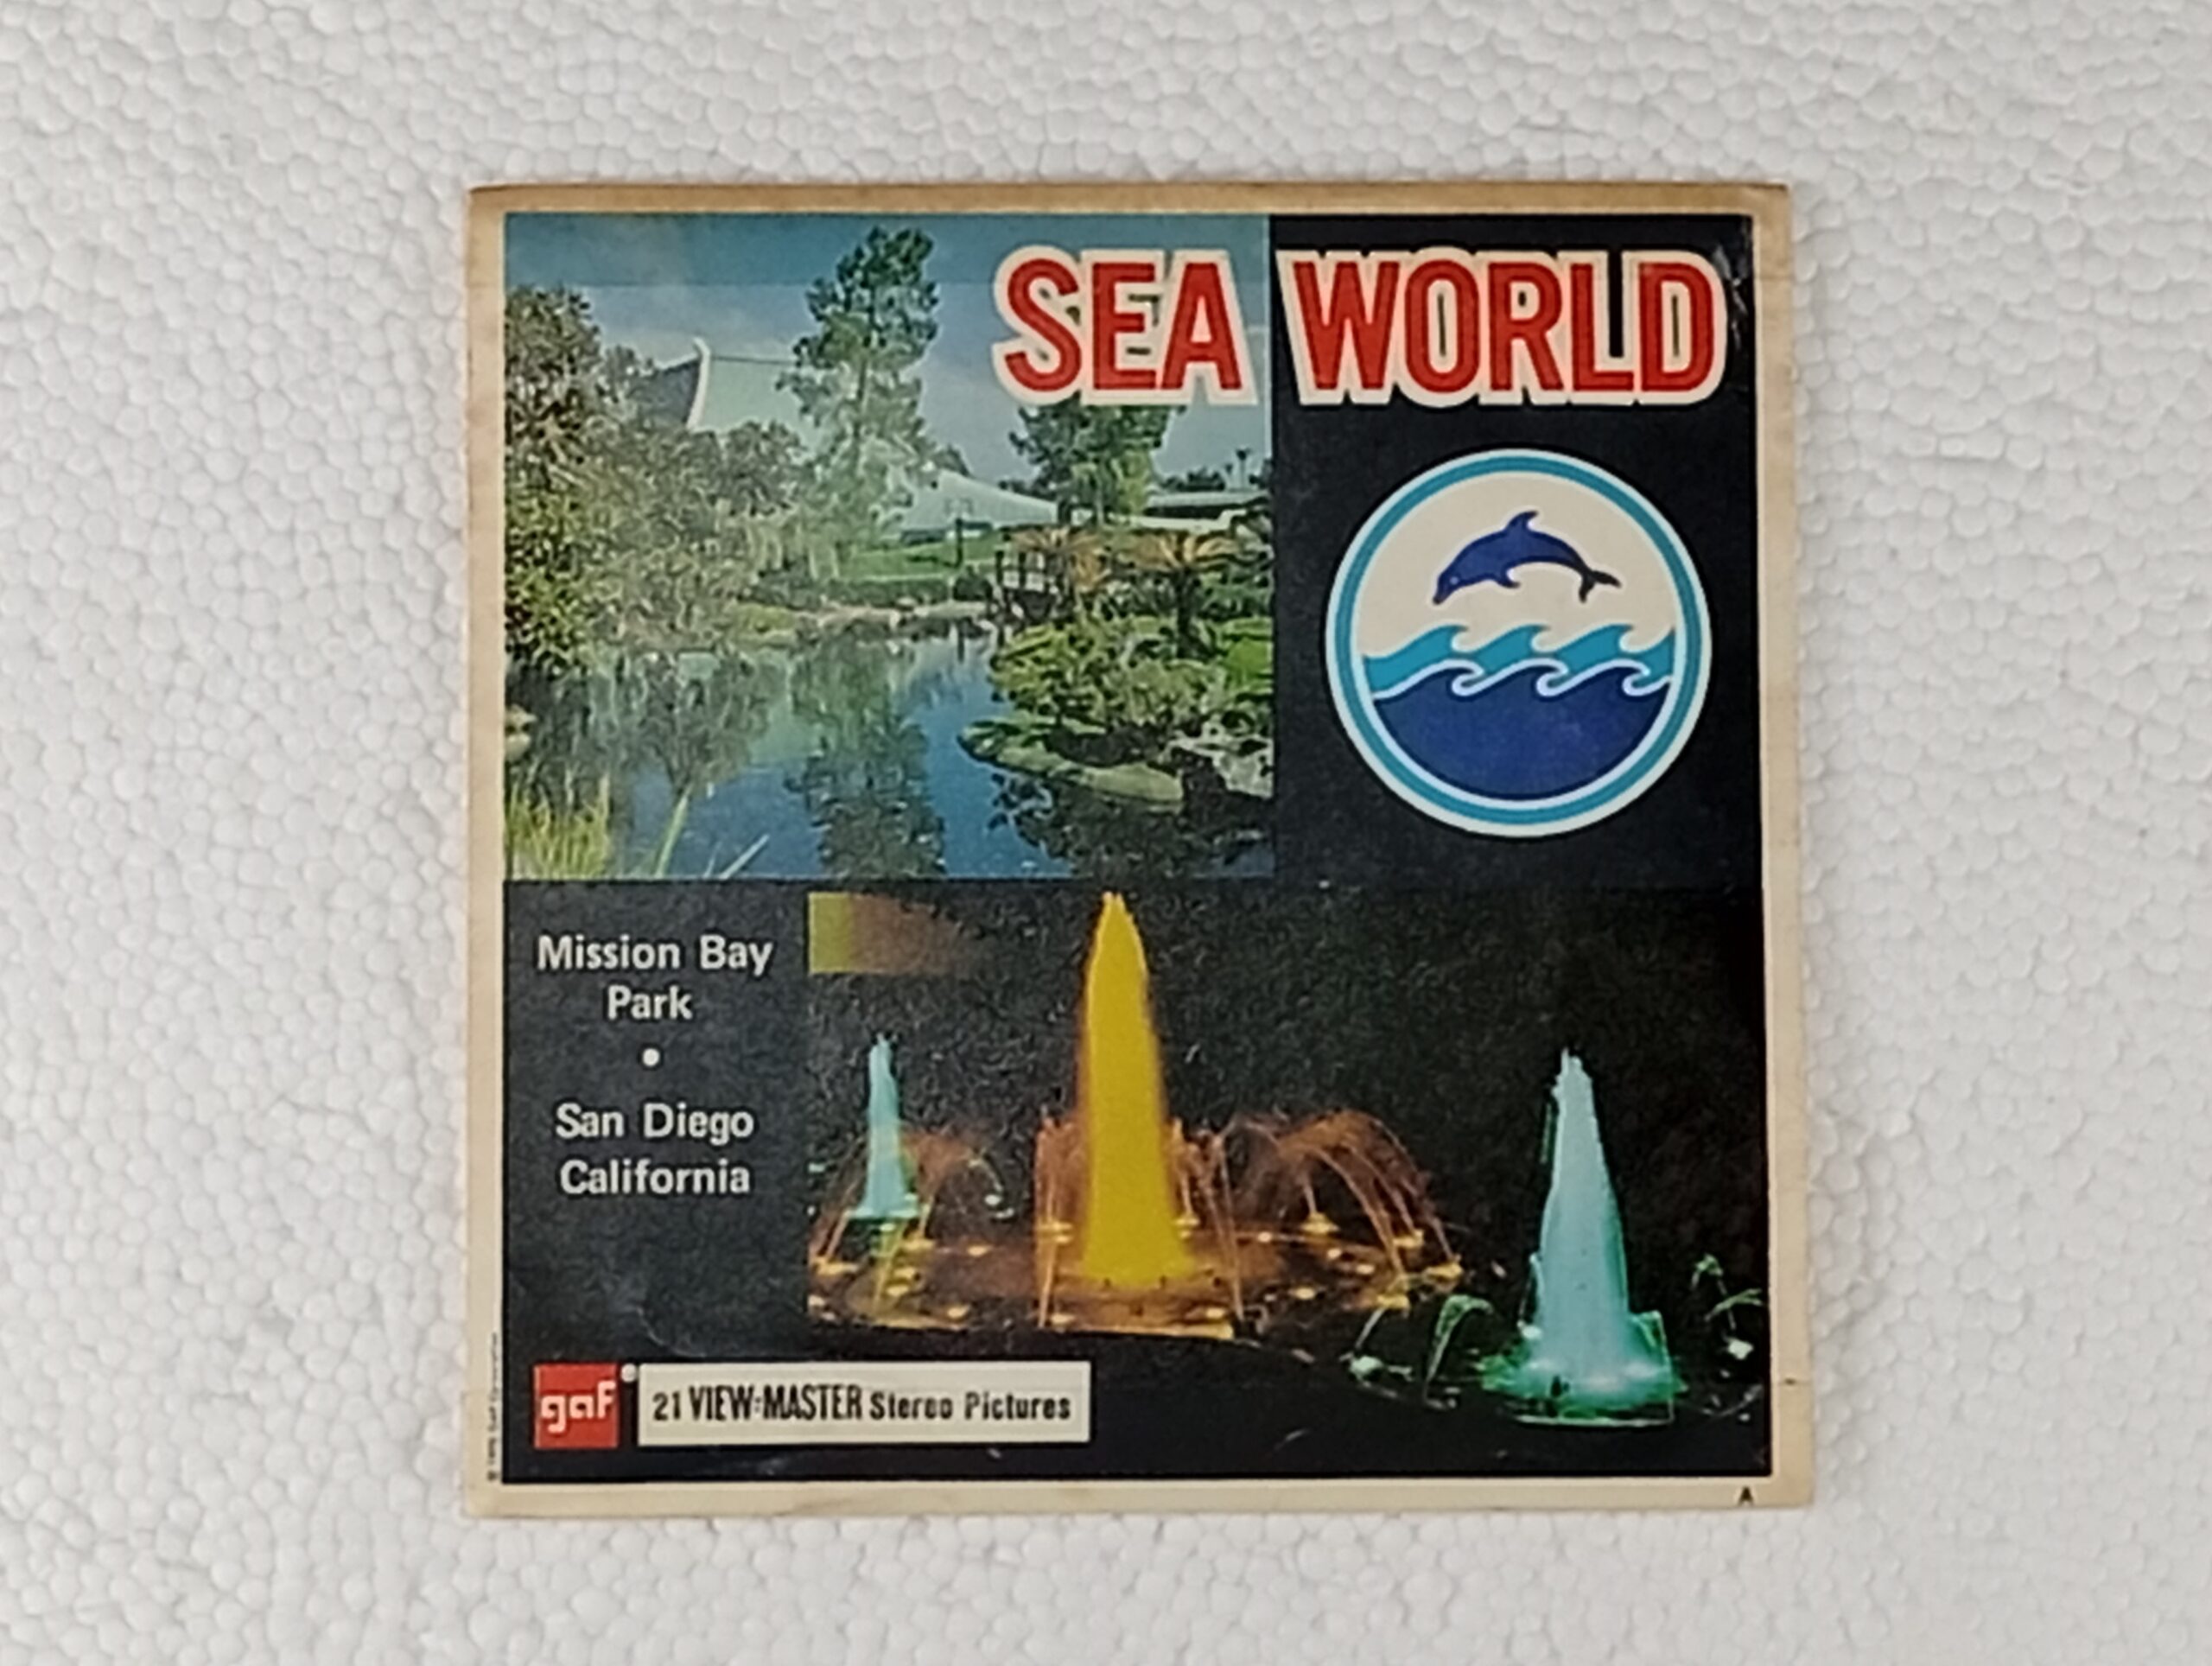 SEA WORLD
Mission Bay
Park
•
San Diego
California
gaf®
21 VIEW-MASTER Stereo Pictures
A